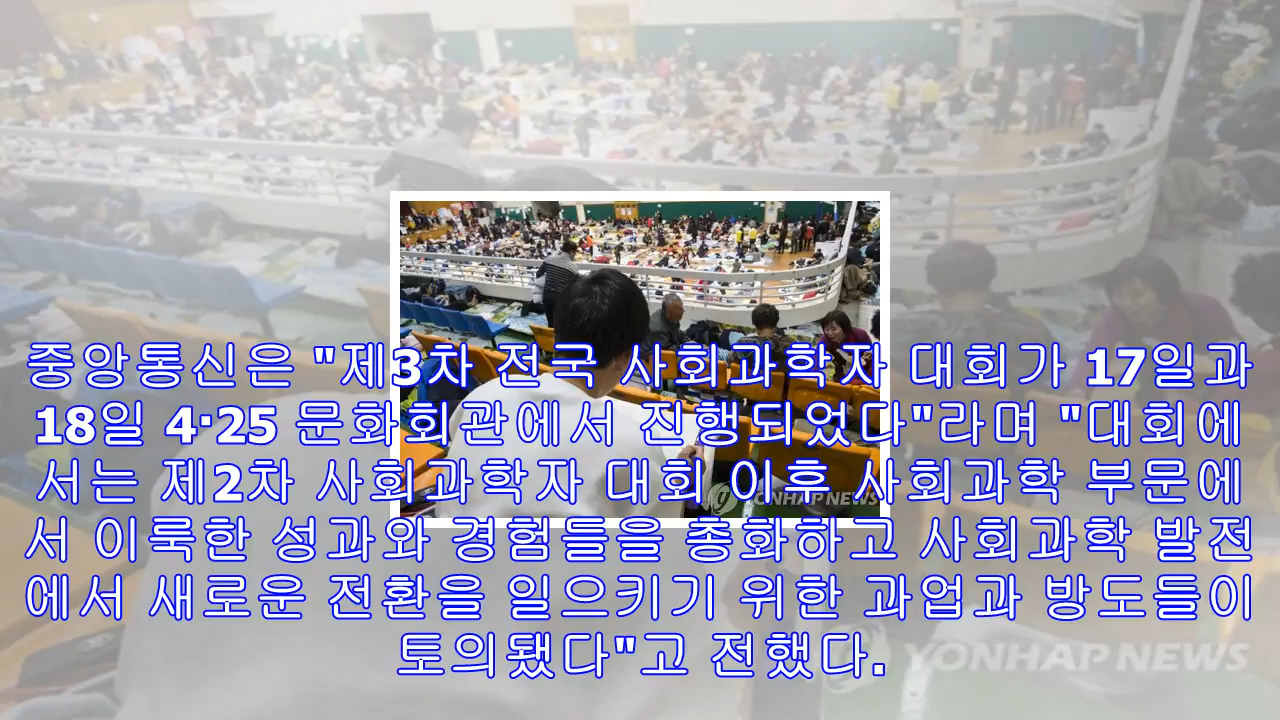 중앙통신은 "제3차 전국 사회과학자 대회가 17일과
18일 4·25 문화회관에서 진행되었다"라며 "대회에
서는 제2차 사회과학자 대회 이후 사회과학 부문에
서 이룩한 성과와 경험들을 총화하고 사회과학 발전
에서 새로운 전환을 일으키기 위한 과업과 방도들이
토의됐다"고 전했다.
YONHAP NEWS
YONHAP NEWS